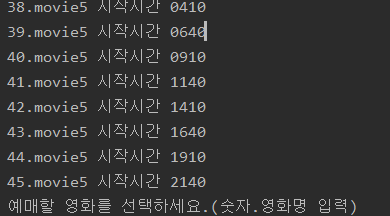 38.movie5 시작시간 0410
39.movie5 시작시간 0640
40.movie5 시작시간 0910
41.movie5 시작시간 1140
42.movie5 시작시간 1410
43.movie5 시작시간 1640
44.movie5 시작시간 1910
45.movie5 시작시간 2140
예매할 영화를 선택하세요.(숫자.영화명 입력)